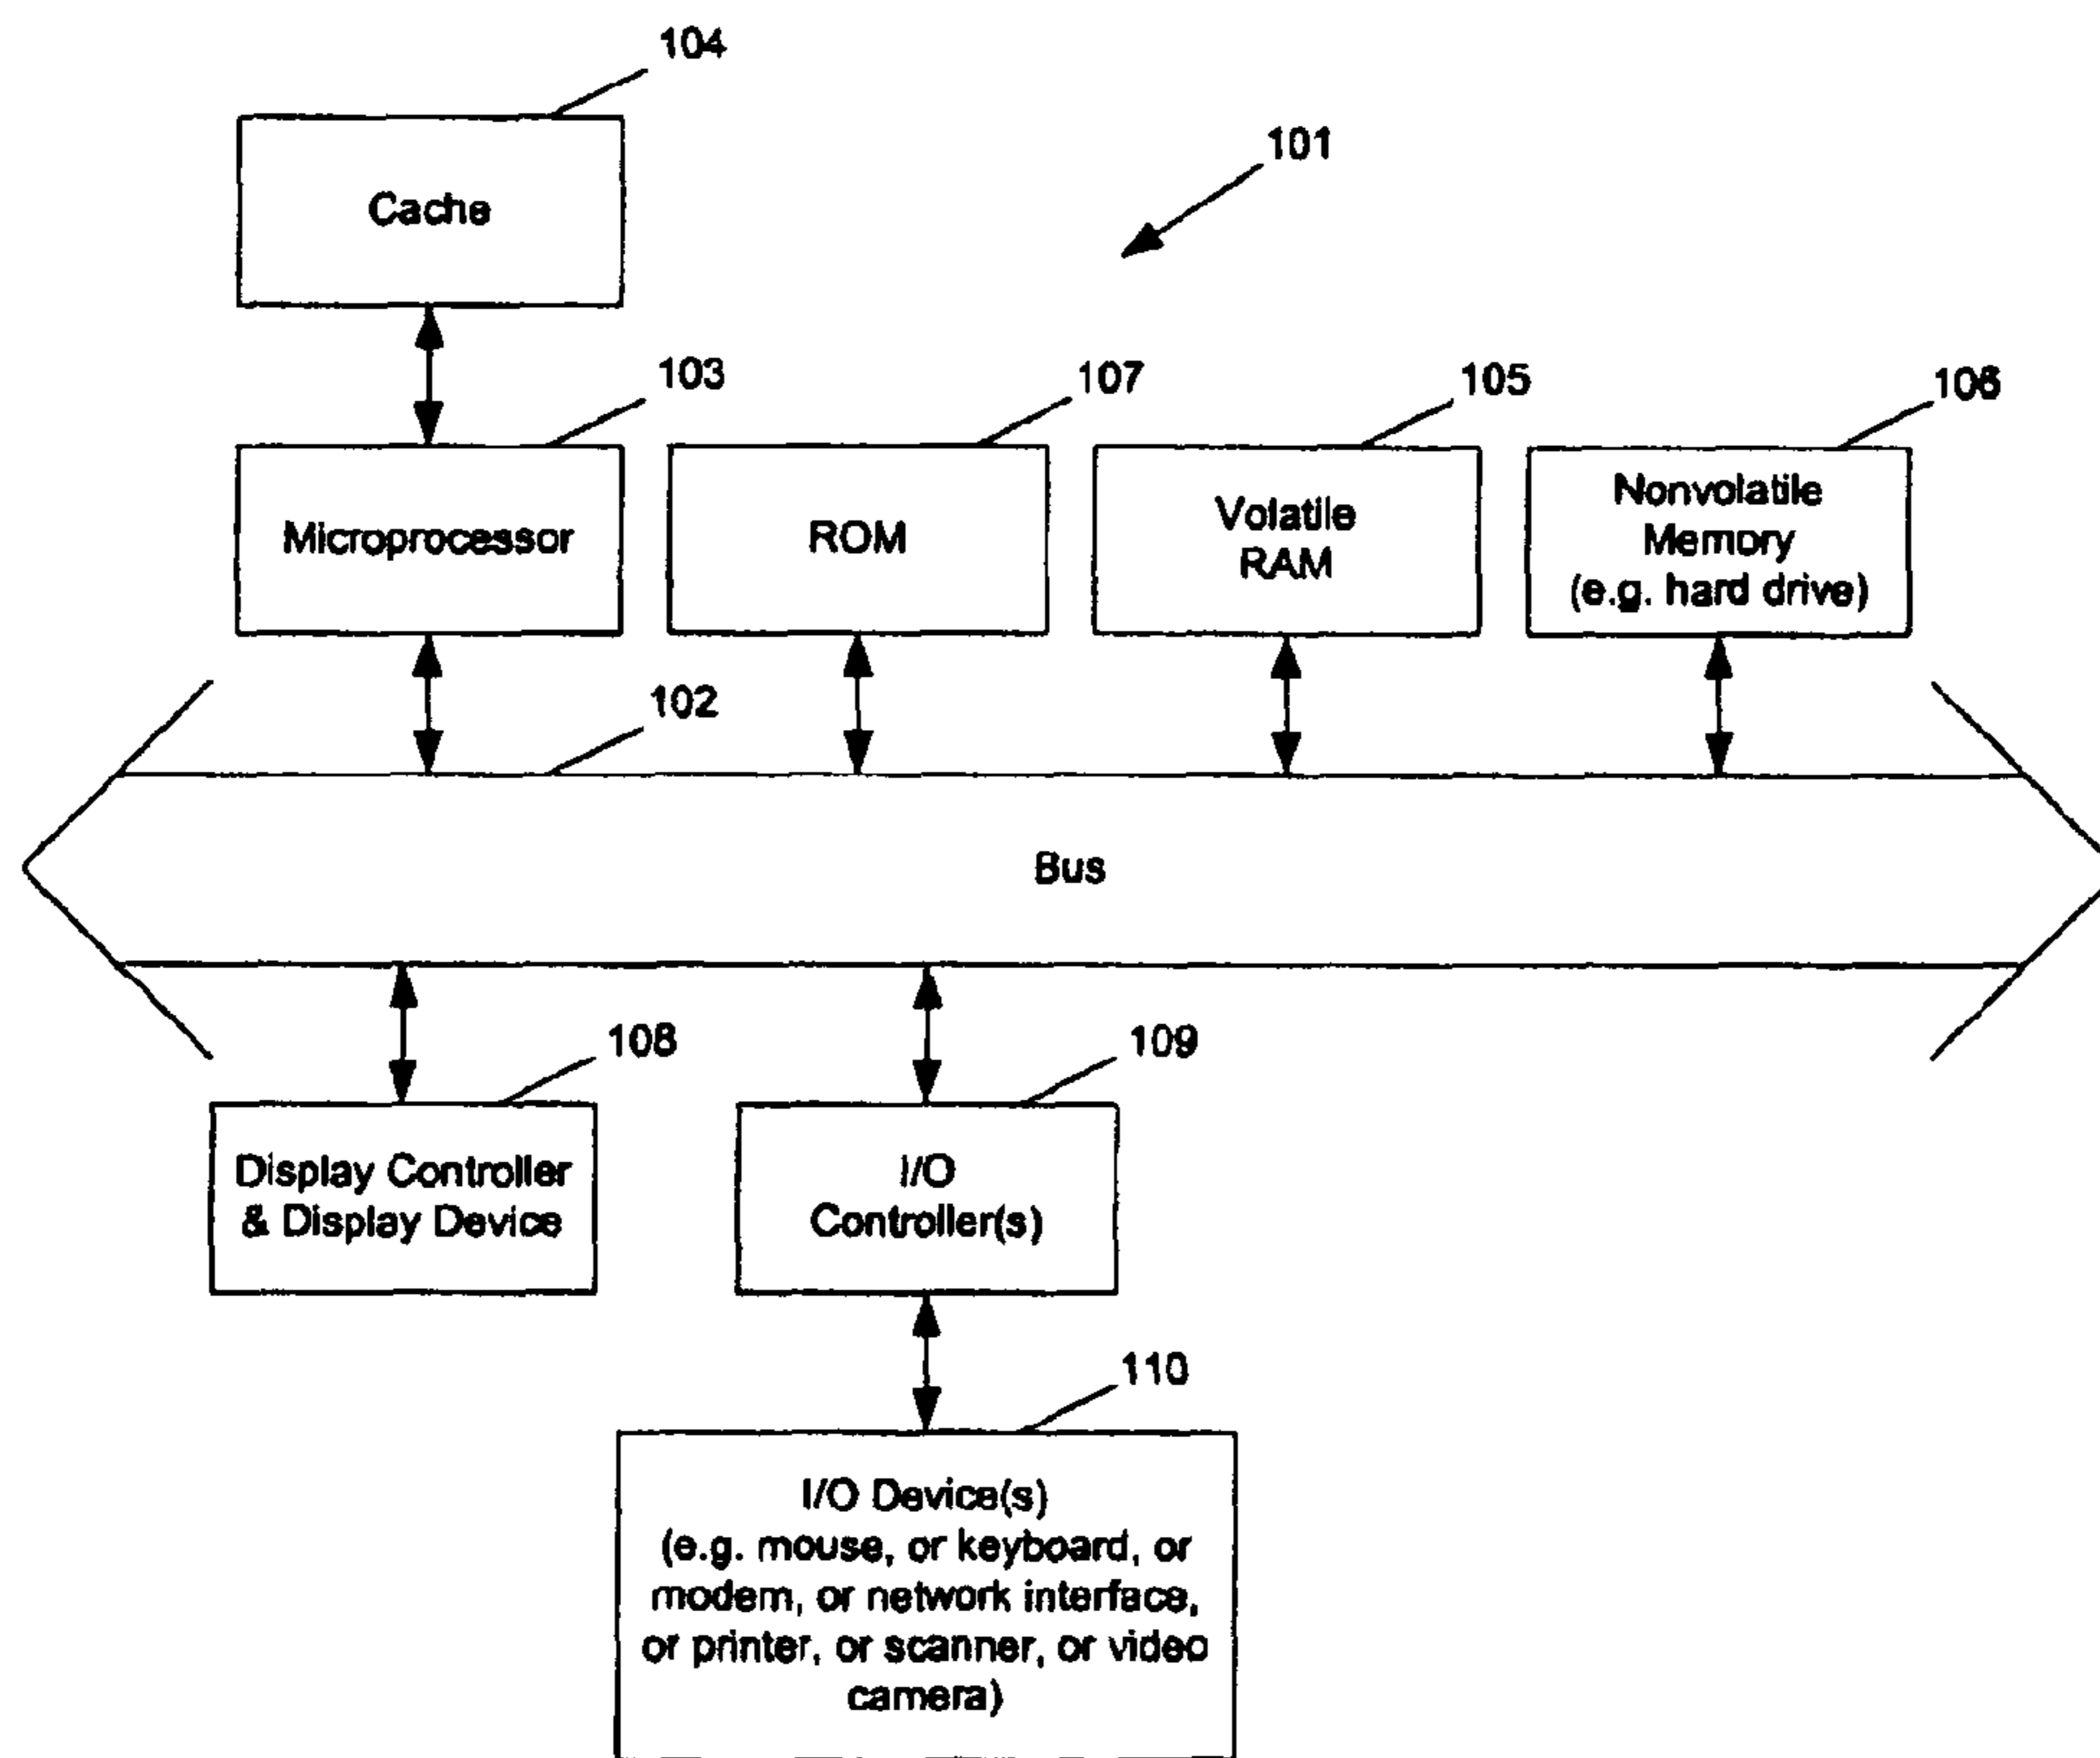 104
Cache
101
103
107
105
106
Microprocessor
ROM
Volatile
RAM
Nonvolatile
Memory
(e.g. hard drive)
102
Bus
108
109
Display Controller
& Display Device
I/O
Controller(s)
110
I/O Device(s)
(e.g. mouse, or keyboard, or
modem, or network interface,
or printer, or scanner, or video
camera)